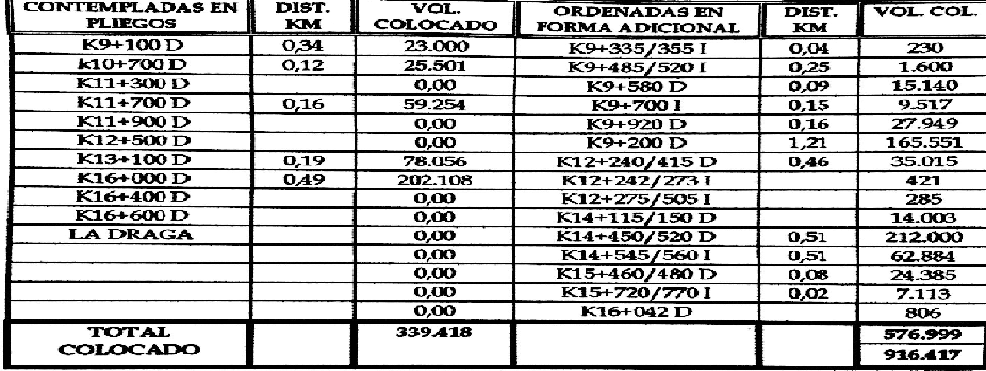 CONTEMPLADAS EN PLIEGOS DIST. KM VOL. COLOCADO ORDENADAS EN FORMA ADICIONAL DIST. KM VOL. COL.
K9+100 D 0,34 23.000 K9+335/355 I 0,04 230
k10+700 D 0,12 25.501 K9+485/520 I 0,25 1.600
K11+300 D 0,00 K9+580 D 0,09 15.140
K11+700 D 0,16 59.254 K9+700 I 0,15 9.517
K11+900 D 0,00 K9+920 D 0,16 27.949
K12+500 D 0,00 K9+200 D 1,21 165.551
K13+100 D 0,19 78.056 K12+240/415 D 0,46 35.015
K16+000 D 0,49 202.108 K12+242/273 I 421
K16+400 D 0,00 K12+275/505 I 285
K16+600 D 0,00 K14+115/150 D 14.003
LA DRAGA 0,00 K14+450/520 D 0,51 212.000
0,00 K14+545/560 I 0,51 62.884
0,00 K15+460/480 D 0,08 24.385
0,00 K15+720/770 I 0,02 7.113
0,00 K16+042 D 806
TOTAL COLOCADO 339.418 576.999
916.417